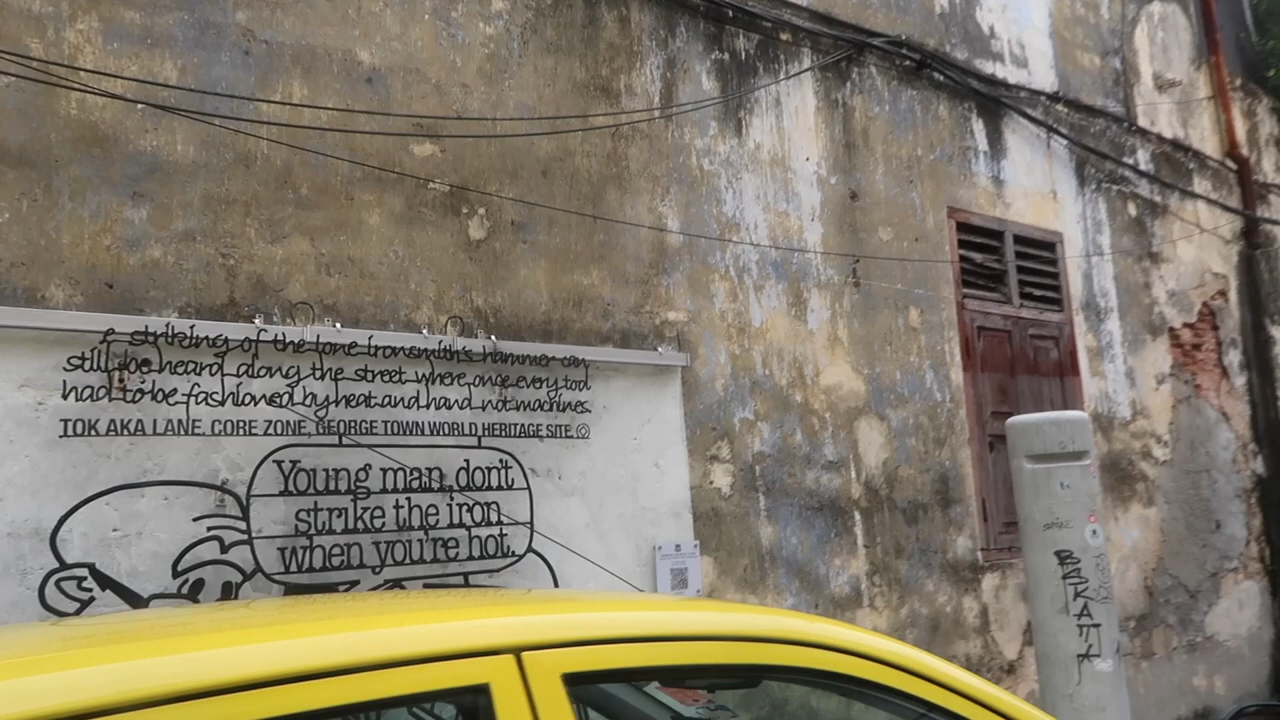 e striking of the lone ironsmith's hammer can
still be heard along the street where once every tool
had to be fashioned by heat and hand not machines.
TOK AKA LANE, CORE ZONE, GEORGE TOWN WORLD HERITAGE SITE
Young man, don't
strike the iron
when you're hot.